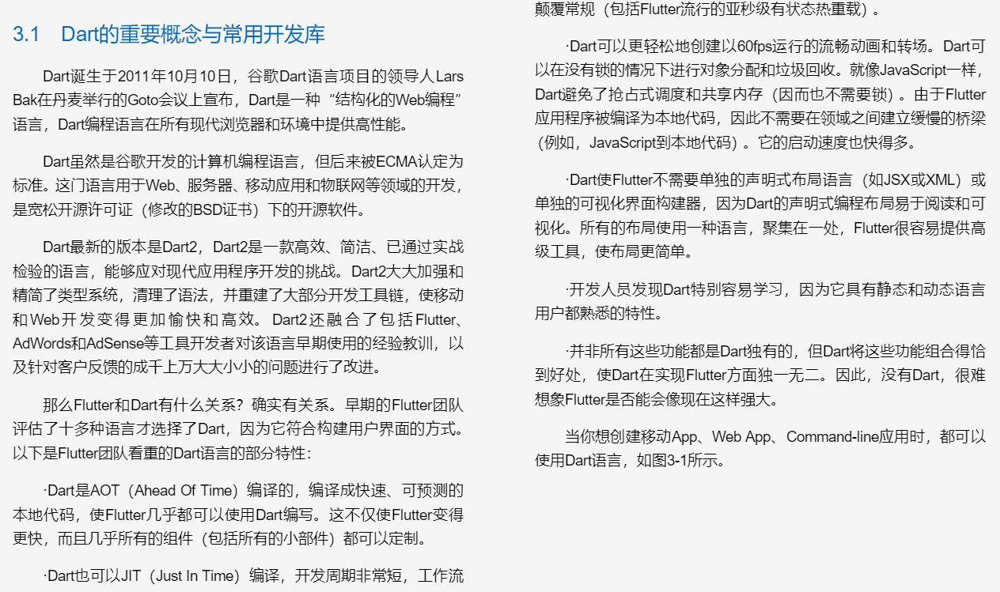 3.1 Dart的重要概念与常用开发库
Dart诞生于2011年10月10日，谷歌Dart语言项目的领导人Lars
Bak在丹麦举行的Goto会议上宣布，Dart是一种“结构化的Web编程”
语言，Dart编程语言在所有现代浏览器和环境中提供高性能。
Dart虽然是谷歌开发的计算机编程语言，但后来被ECMA认定为
标准。这门语言用于Web、服务器、移动应用和物联网等领域的开发，
是宽松开源许可证（修改的BSD证书）下的开源软件。
Dart最新的版本是Dart2，Dart2是一款高效、简洁、已通过实战
检验的语言，能够应对现代应用程序开发的挑战。Dart2大大加强和
精简了类型系统，清理了语法，并重建了大部分开发工具链，使移动
和Web开发变得更加愉快和高效。Dart2还融合了包括Flutter、
AdWords和AdSense等工具开发者对该语言早期使用的经验教训，以
及针对客户反馈的成千上万大大小小的问题进行了改进。
那么Flutter和Dart有什么关系？确实有关系。早期的Flutter团队
评估了十多种语言才选择了Dart，因为它符合构建用户界面的方式。
以下是Flutter团队看重的Dart语言的部分特性：
·Dart是AOT（Ahead Of Time）编译的，编译成快速、可预测的
本地代码，使Flutter几乎都可以使用Dart编写。这不仅使Flutter变得
更快，而且几乎所有的组件（包括所有的小部件）都可以定制。
·Dart也可以JIT（Just In Time）编译，开发周期非常短，工作流
颠覆常规（包括Flutter流行的亚秒级有状态热重载）。
·Dart可以更轻松地创建以60fps运行的流畅动画和转场。Dart可
以在没有锁的情况下进行对象分配和垃圾回收。就像JavaScript一样，
Dart避免了抢占式调度和共享内存（因而也不需要锁）。由于Flutter
应用程序被编译为本地代码，因此不需要在领域之间建立缓慢的桥梁
（例如，JavaScript到本地代码）。它的启动速度也快得多。
·Dart使Flutter不需要单独的声明式布局语言（如JSX或XML）或
单独的可视化界面构建器，因为Dart的声明式编程布局易于阅读和可
视化。所有的布局使用一种语言，聚集在一处，Flutter很容易提供高
级工具，使布局更简单。
·开发人员发现Dart特别容易学习，因为它具有静态和动态语言
用户都熟悉的特性。
·并非所有这些功能都是Dart独有的，但Dart将这些功能组合得恰
到好处，使Dart在实现Flutter方面独一无二。因此，没有Dart，很难
想象Flutter是否能会像现在这样强大。
当你想创建移动App、Web App、Command-line应用时，都可以
使用Dart语言，如图3-1所示。